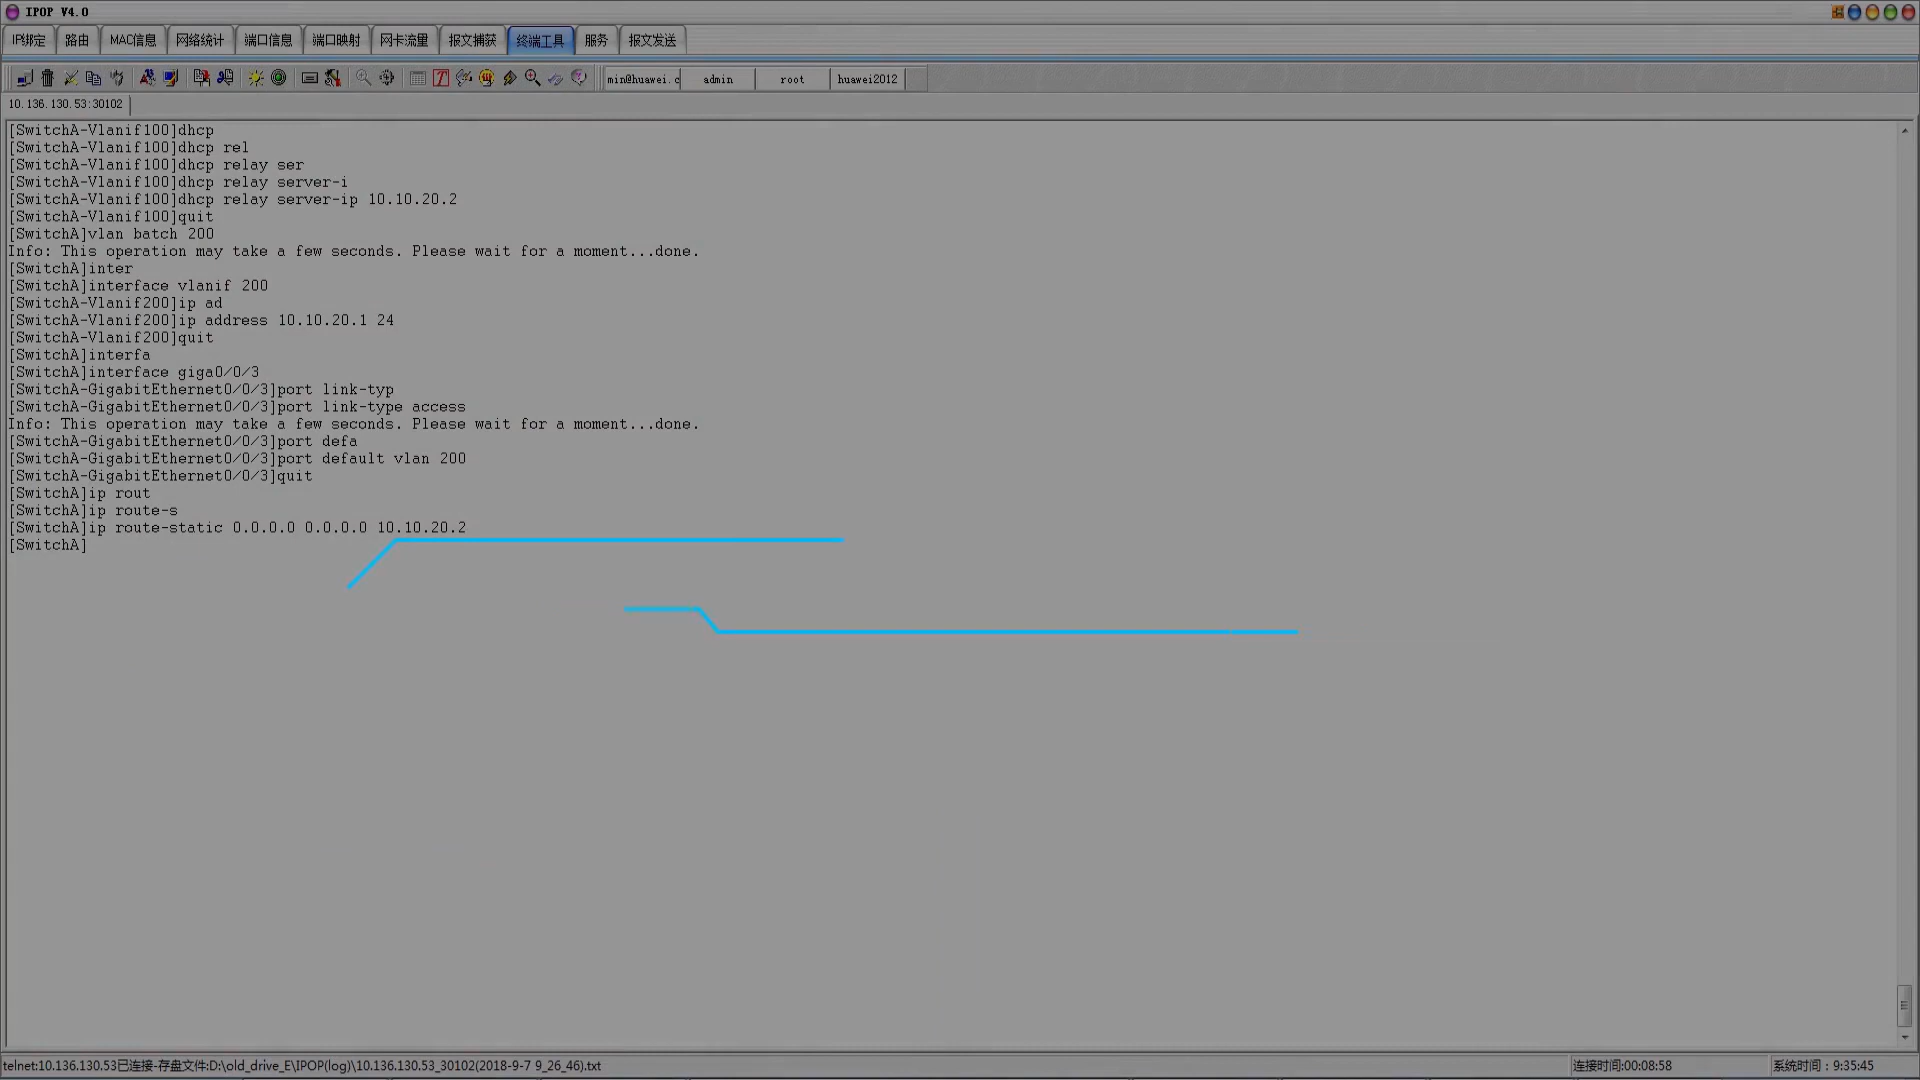 IPOP V4.0
IP绑定 路由 MAC信息 网络统计 端口信息 端口映射 网卡流量 报文捕获 终端工具 服务 报文发送
min@huawei.c admin root huawei2012
10.136.130.53:30102
[SwitchA-Vlanif100]dhcp
[SwitchA-Vlanif100]dhcp rel
[SwitchA-Vlanif100]dhcp relay ser
[SwitchA-Vlanif100]dhcp relay server-i
[SwitchA-Vlanif100]dhcp relay server-ip 10.10.20.2
[SwitchA-Vlanif100]quit
[SwitchA]vlan batch 200
Info: This operation may take a few seconds. Please wait for a moment...done.
[SwitchA]inter
[SwitchA]interface vlanif 200
[SwitchA-Vlanif200]ip ad
[SwitchA-Vlanif200]ip address 10.10.20.1 24
[SwitchA-Vlanif200]quit
[SwitchA]interfa
[SwitchA]interface giga0/0/3
[SwitchA-GigabitEthernet0/0/3]port link-typ
[SwitchA-GigabitEthernet0/0/3]port link-type access
Info: This operation may take a few seconds. Please wait for a moment...done.
[SwitchA-GigabitEthernet0/0/3]port defa
[SwitchA-GigabitEthernet0/0/3]port default vlan 200
[SwitchA-GigabitEthernet0/0/3]quit
[SwitchA]ip rout
[SwitchA]ip route-s
[SwitchA]ip route-static 0.0.0.0 0.0.0.0 10.10.20.2
[SwitchA]
telnet:10.136.130.53已连接-存盘文件:D:\old_drive_E\IPOP(log)\10.136.130.53_30102(2018-9-7 9_26_46).txt 连接时间:00:08:58 系统时间：9:35:45